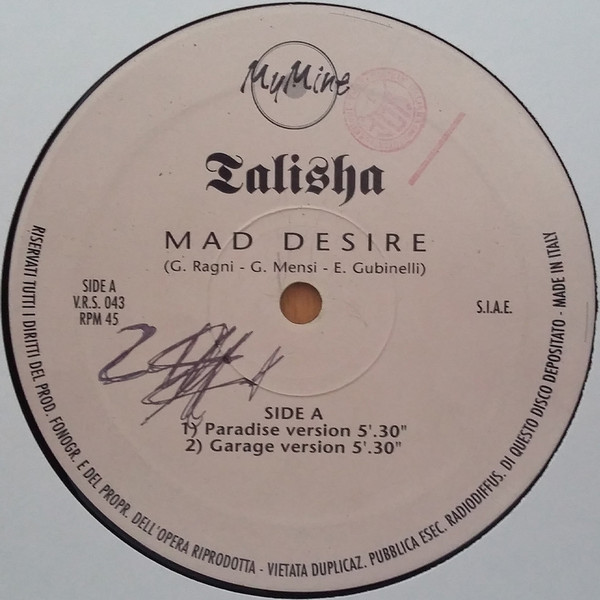 MyMine
Talisha
MAD DESIRE
(G. Ragni - G. Mensi - E. Gubinelli)
SIDE A
V.R.S. 043
RPM 45
S.I.A.E.
SIDE A
1) Paradise version 5'.30"
2) Garage version 5'.30"
RISERVATI TUTTI I DIRITTI DEL PROD. FONOGR. E DEL PROPR. DELL'OPERA RIPRODOTTA - VIETATA DUPLICAZ. PUBBLICA ESEC. RADIODIFFUS. DI QUESTO DISCO DEPOSITATO - MADE IN ITALY